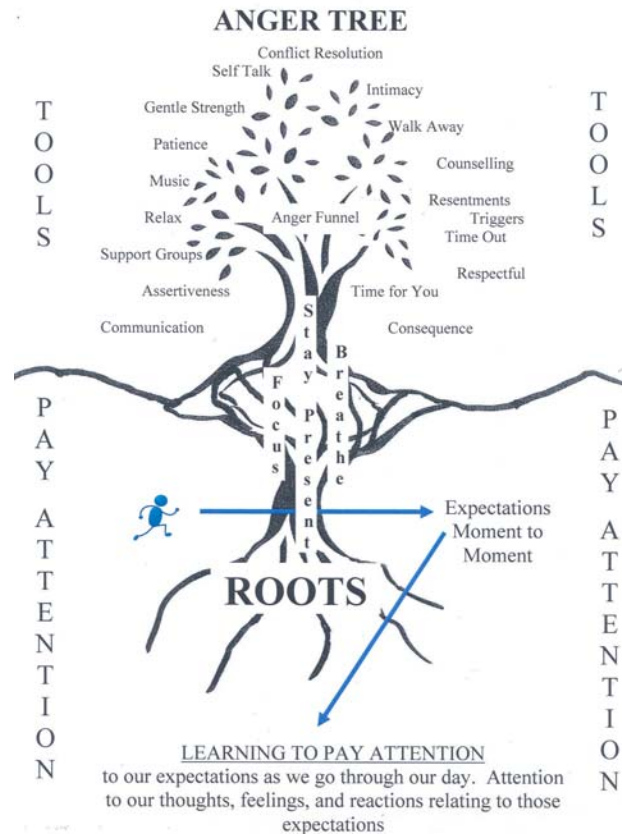 ANGER TREE
Conflict Resolution
Self Talk
Intimacy
Gentle Strength
Walk Away
Patience
Counselling
Music
Resentments
Relax
Anger Funnel
Triggers
Time Out
Support Groups
Respectful
Assertiveness
Time for You
Communication
Consequence
TOOLS
TOOLS
Focus
Stay Present
Breathe
PAY ATTENTION
PAY ATTENTION
Expectations
Moment to
Moment
ROOTS
LEARNING TO PAY ATTENTION
to our expectations as we go through our day.  Attention
to our thoughts, feelings, and reactions relating to those
expectations